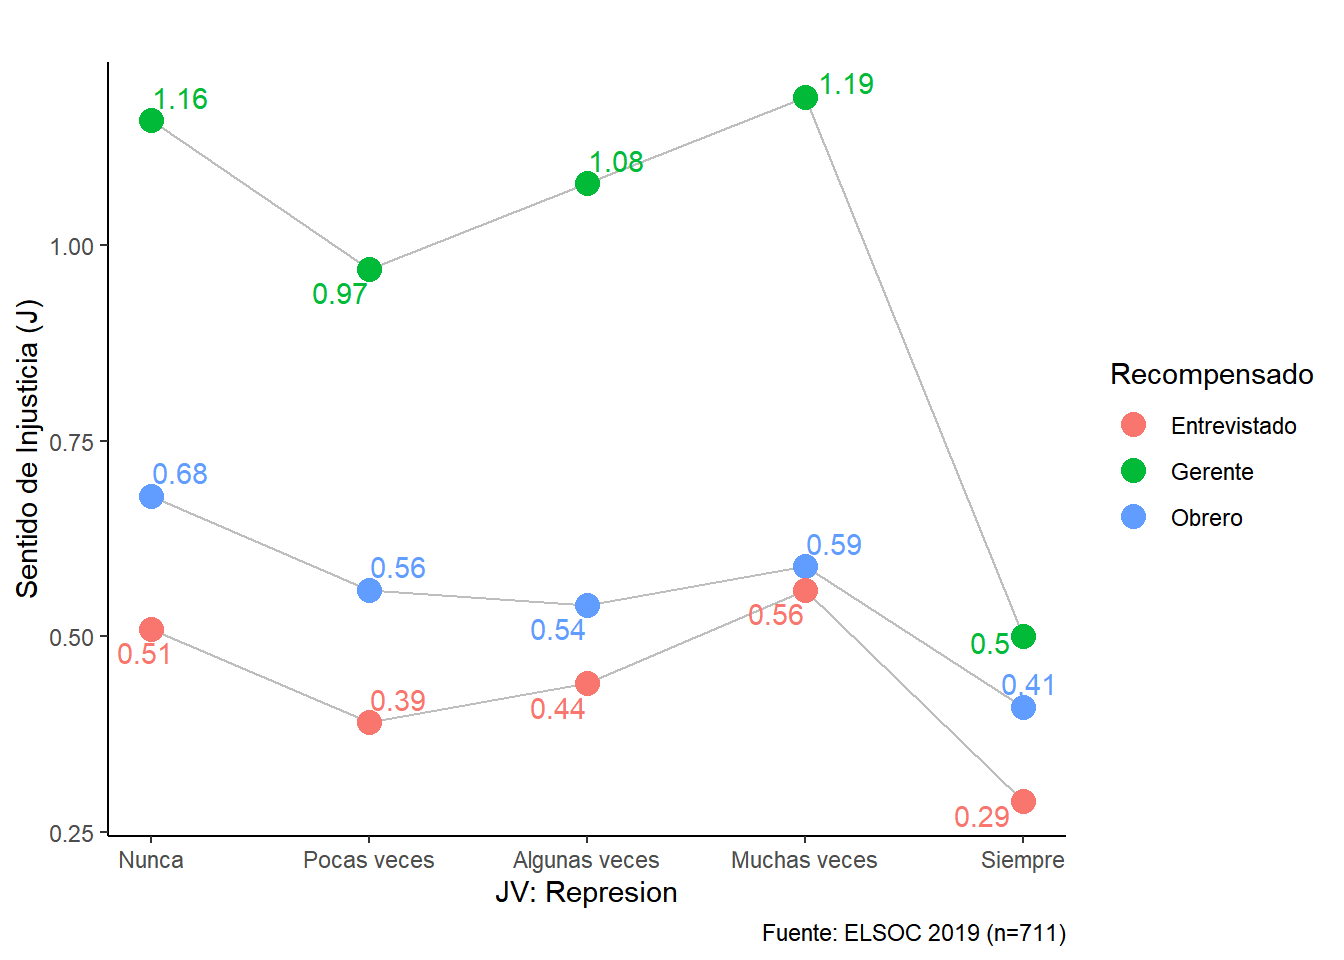 1.16
1.19
1.08
1.00
0.97
Sentido de Injusticia (J)
Recompensado
Entrevistado
Gerente
Obrero
0.75
0.68
0.56
0.59
0.54
0.56
0.50
0.51
0.5
0.39
0.44
0.41
0.29
0.25
Nunca Pocas veces Algunas veces Muchas veces Siempre
JV: Represion
Fuente: ELSOC 2019 (n=711)